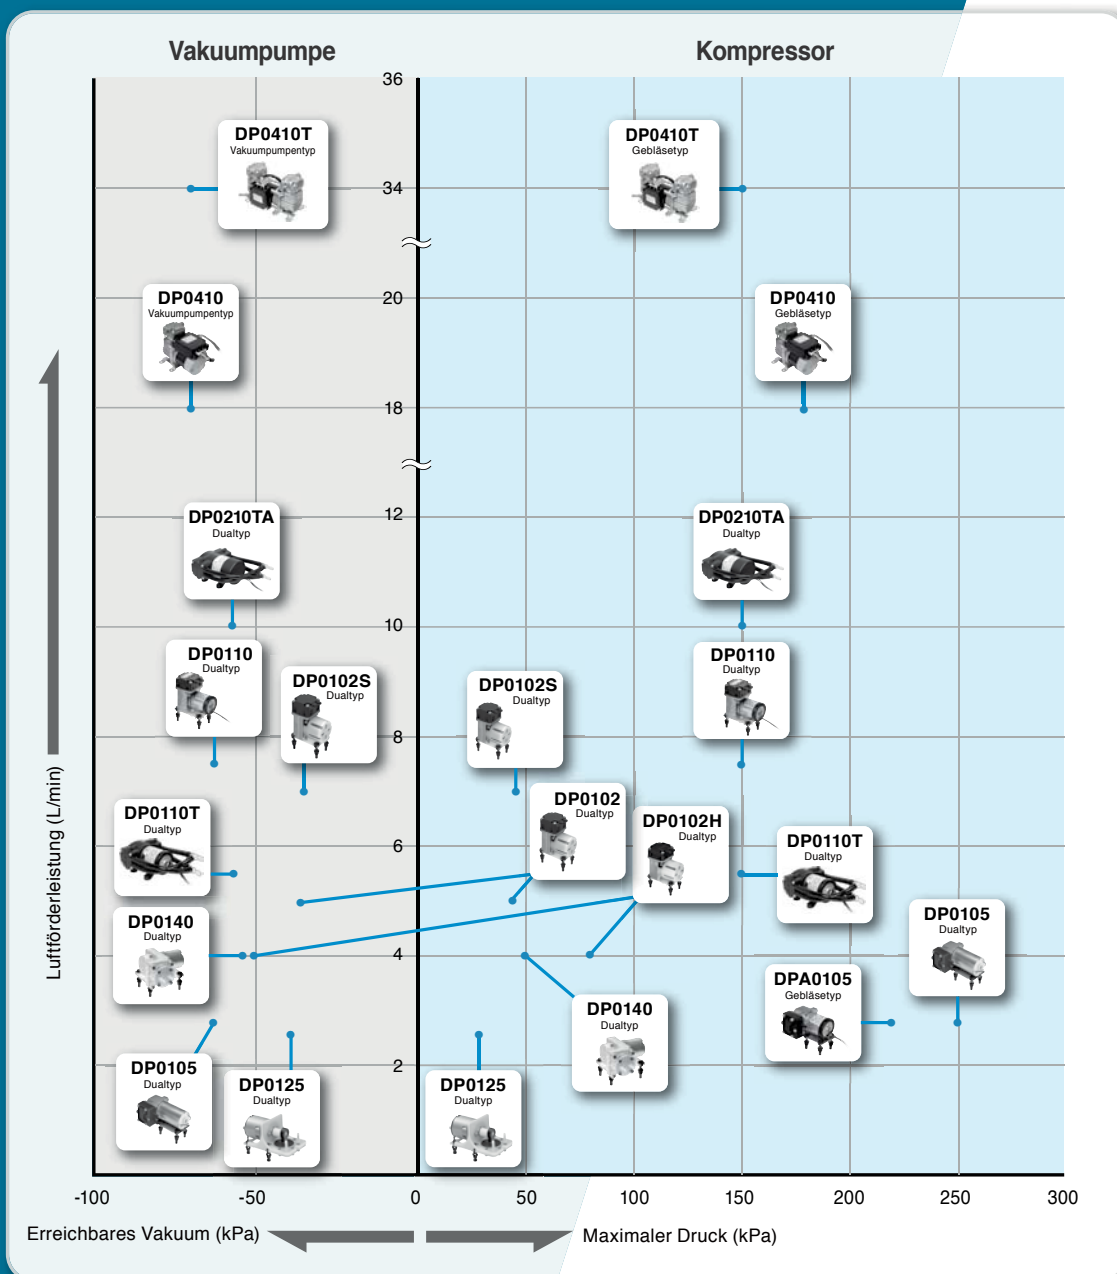 Vakuumpumpe
Kompressor
36
DP0410T
Vakuumpumpentyp
DP0410T
Gebläsetyp
34
DP0410
Vakuumpumpentyp
20
DP0410
Gebläsetyp
18
DP0210TA
Dualtyp
12
DP0210TA
Dualtyp
10
DP0110
Dualtyp
DP0102S
Dualtyp
DP0102S
Dualtyp
DP0110
Dualtyp
8
Luftförderleistung (L/min)
DP0110T
Dualtyp
6
DP0102
Dualtyp
DP0102H
Dualtyp
DP0110T
Dualtyp
DP0140
Dualtyp
4
DP0105
Dualtyp
DPA0105
Gebläsetyp
DP0140
Dualtyp
DP0105
Dualtyp
DP0125
Dualtyp
2
DP0125
Dualtyp
-100
-50
0
50
100
150
200
250
300
Erreichbares Vakuum (kPa)
Maximaler Druck (kPa)